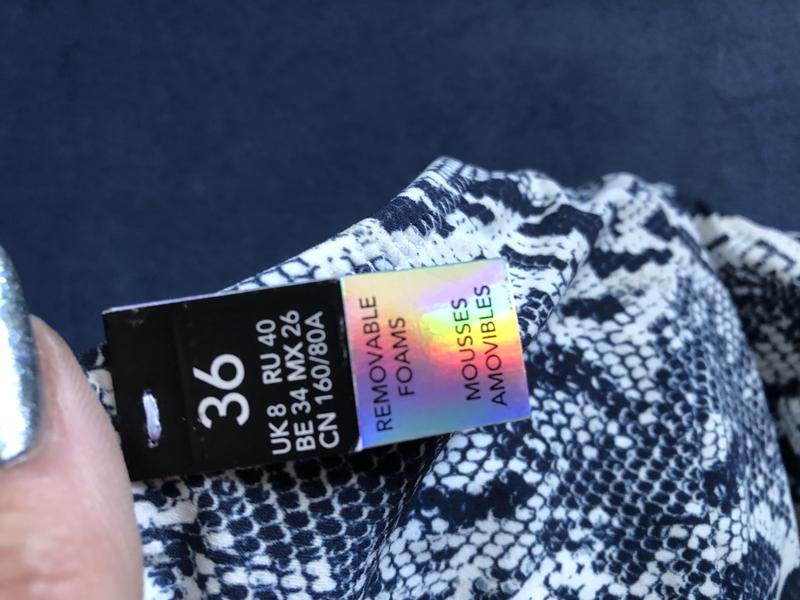 36
UK 8 RU 40
BE 34 MX 26
CN 160/80A
REMOVABLE
FOAMS
MOUSSES
AMOVIBLES